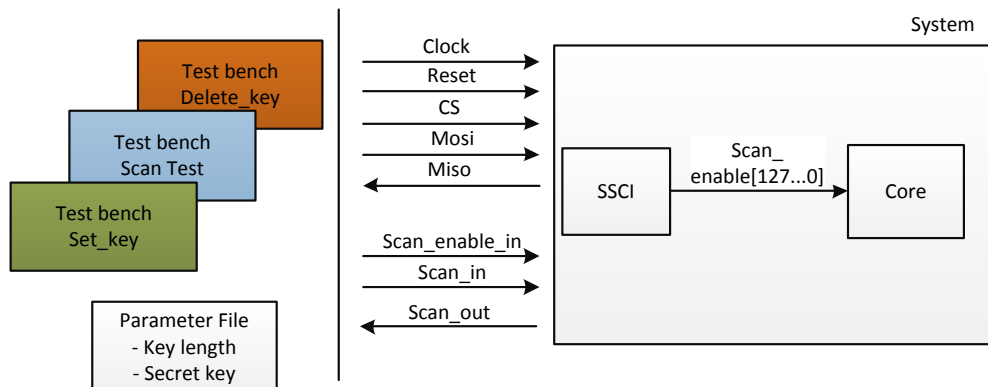 Test bench
Delete_key
Test bench
Scan Test
Test bench
Set_key
Parameter File
- Key length
- Secret key
Clock
Reset
CS
Mosi
Miso
Scan_enable_in
Scan_in
Scan_out
System
SSCI
Scan_
enable[127...0]
Core